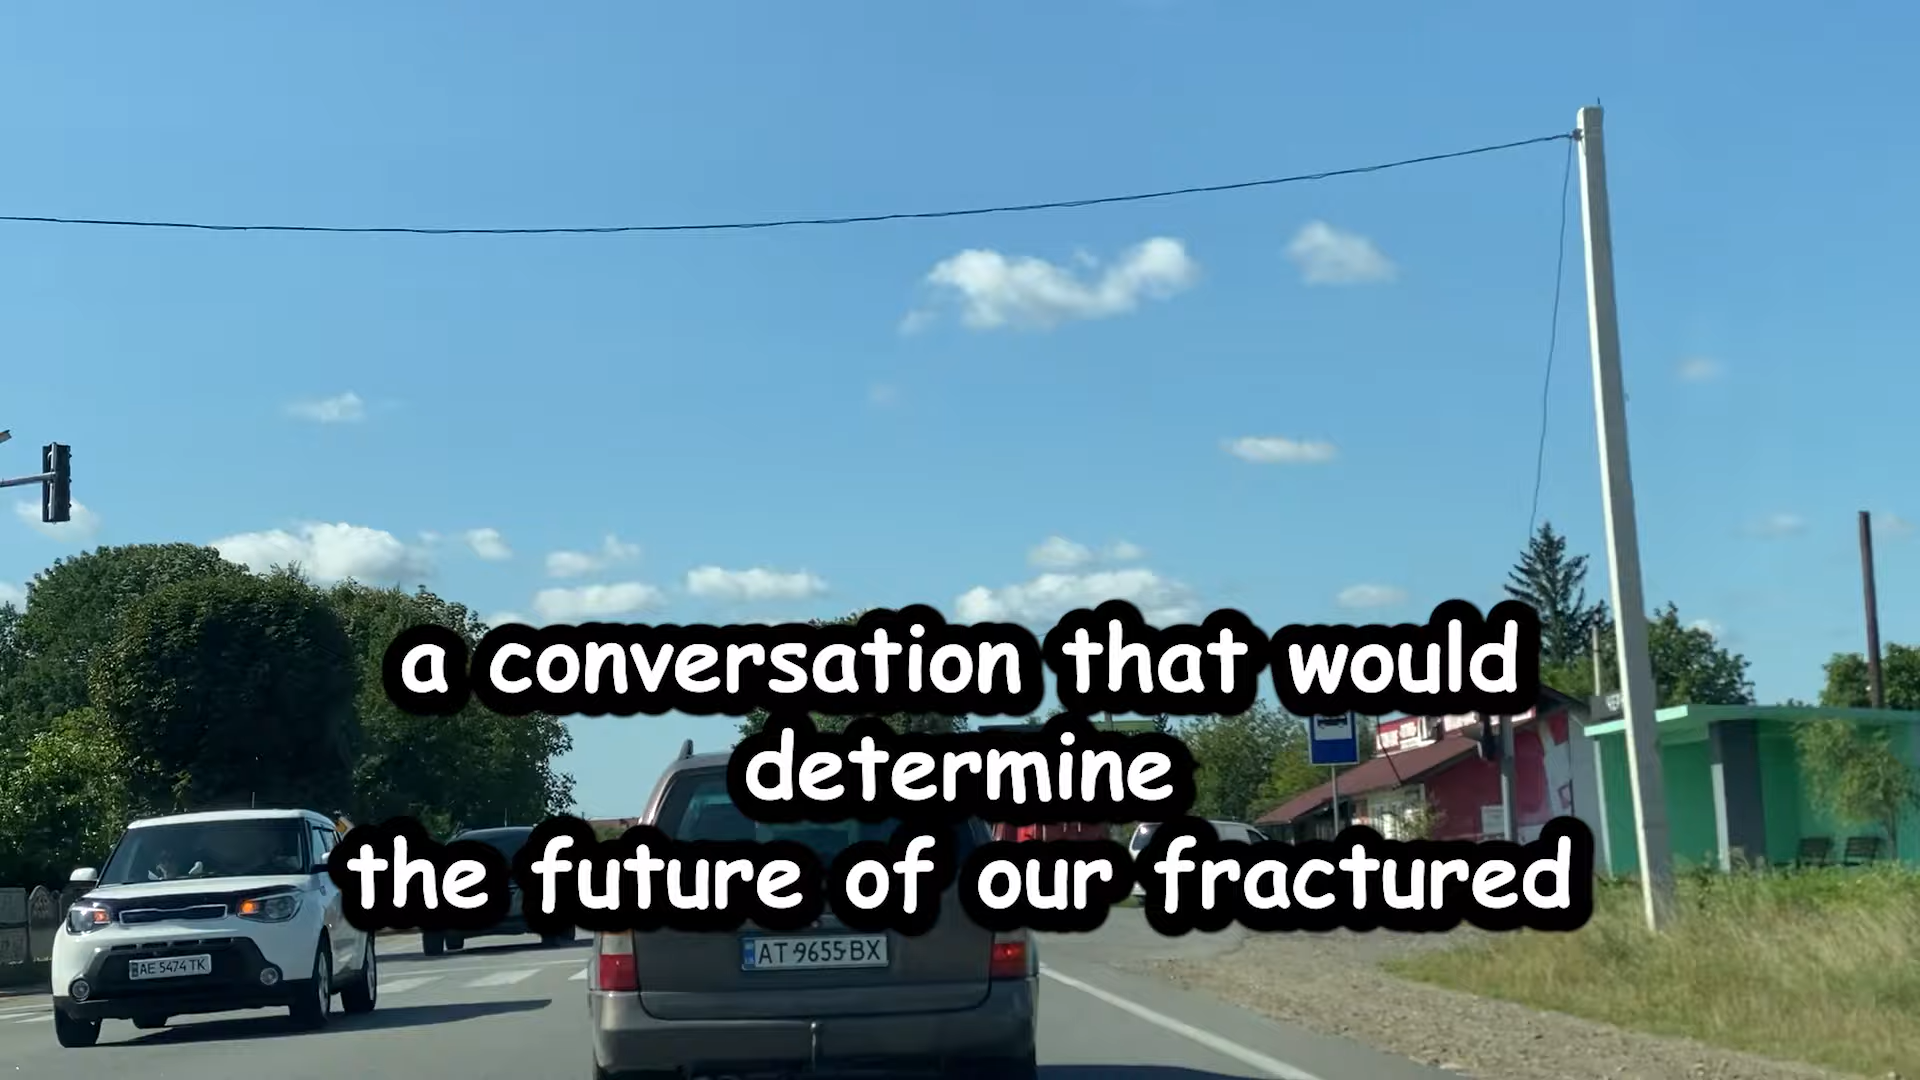 a conversation that would
determine
the future of our fractured
AT 9655 BX
AE 5474 TK